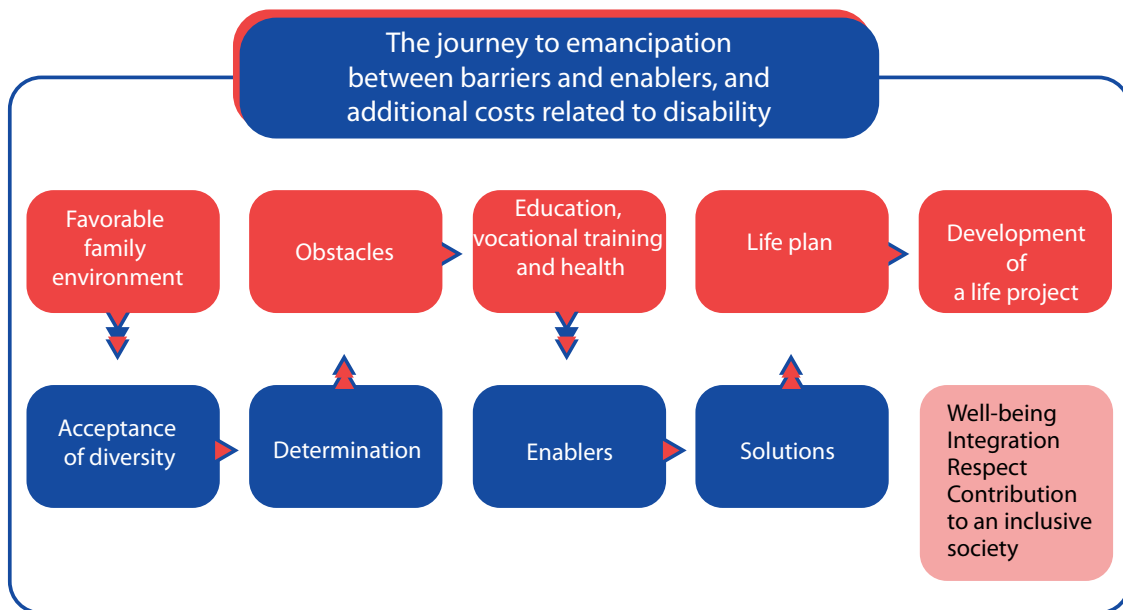 The journey to emancipation
between barriers and enablers, and
additional costs related to disability
Favorable
family
environment
Obstacles
Education,
vocational training
and health
Life plan
Development
of
a life project
Acceptance
of diversity
Determination
Enablers
Solutions
Well-being
Integration
Respect
Contribution
to an inclusive
society